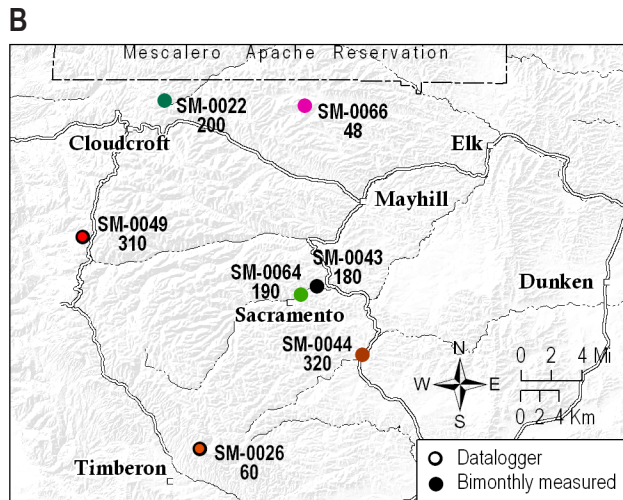 B
Mescalero Apache Reservation
SM-0022
200
SM-0066
48
Cloudcroft
Elk
Mayhill
SM-0049
310
SM-0043
180
SM-0064
190
Dunken
Sacramento
SM-0044
320
N
W E
S
0 2 4 Mi
0 2 4 Km
SM-0026
60
Timberon
Datalogger
Bimonthly measured